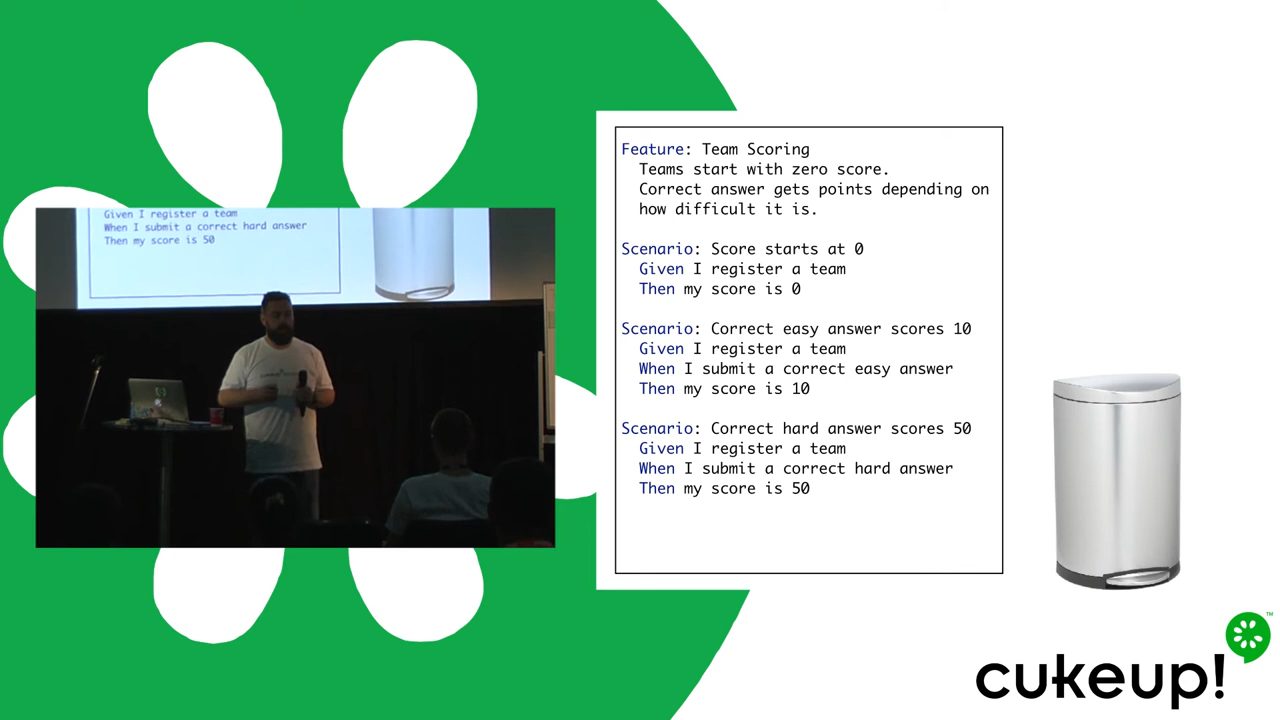 Given I register a team
When I submit a correct hard answer
Then my score is 50
Feature: Team Scoring
Teams start with zero score.
Correct answer gets points depending on
how difficult it is.
Scenario: Score starts at 0
Given I register a team
Then my score is 0
Scenario: Correct easy answer scores 10
Given I register a team
When I submit a correct easy answer
Then my score is 10
Scenario: Correct hard answer scores 50
Given I register a team
When I submit a correct hard answer
Then my score is 50
cukeup!
TM